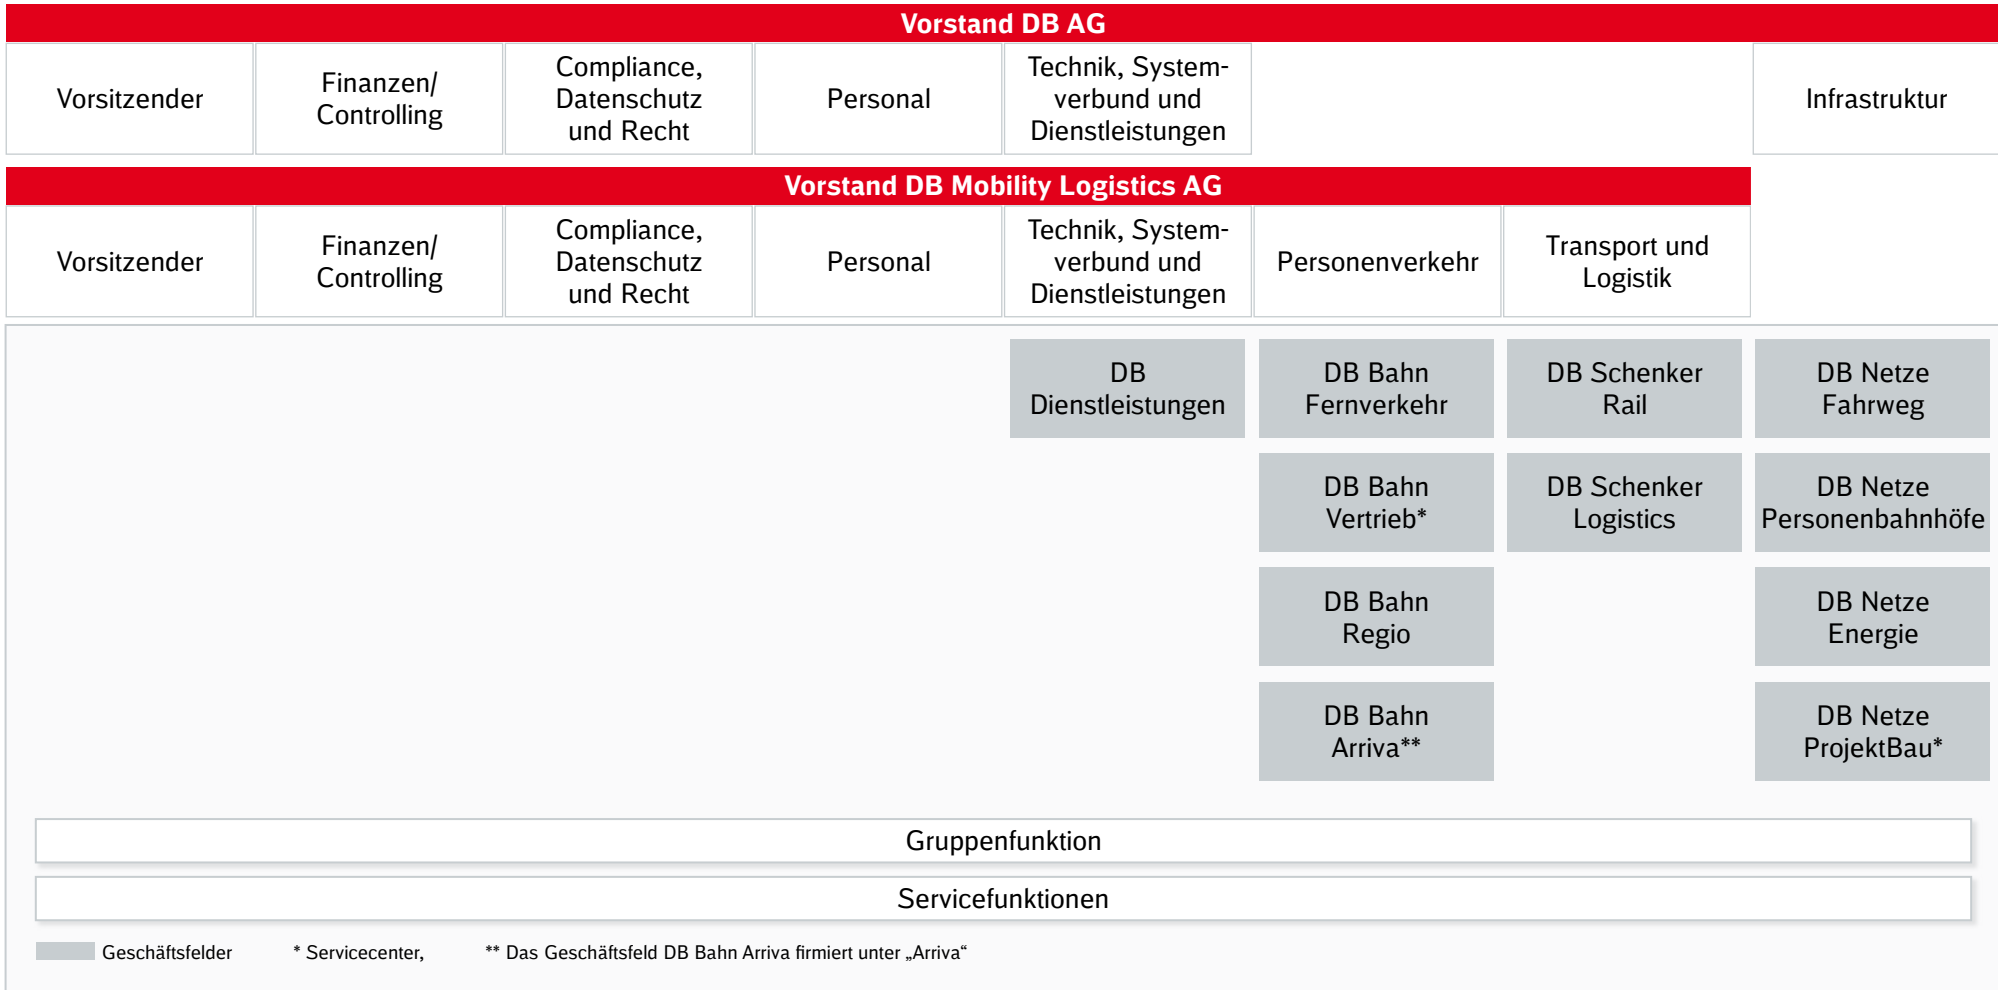 Vorstand DB AG
Vorsitzender
Finanzen/
Controlling
Compliance,
Datenschutz
und Recht
Personal
Technik, System-
verbund und
Dienstleistungen
Infrastruktur
Vorstand DB Mobility Logistics AG
Vorsitzender
Finanzen/
Controlling
Compliance,
Datenschutz
und Recht
Personal
Technik, System-
verbund und
Dienstleistungen
Personenverkehr
Transport und
Logistik
DB
Dienstleistungen
DB Bahn
Fernverkehr
DB Schenker
Rail
DB Netze
Fahrweg
DB Bahn
Vertrieb*
DB Schenker
Logistics
DB Netze
Personenbahnhöfe
DB Bahn
Regio
DB Netze
Energie
DB Bahn
Arriva**
DB Netze
ProjektBau*
Gruppenfunktion
Servicefunktionen
Geschäftsfelder * Servicecenter, ** Das Geschäftsfeld DB Bahn Arriva firmiert unter „Arriva“